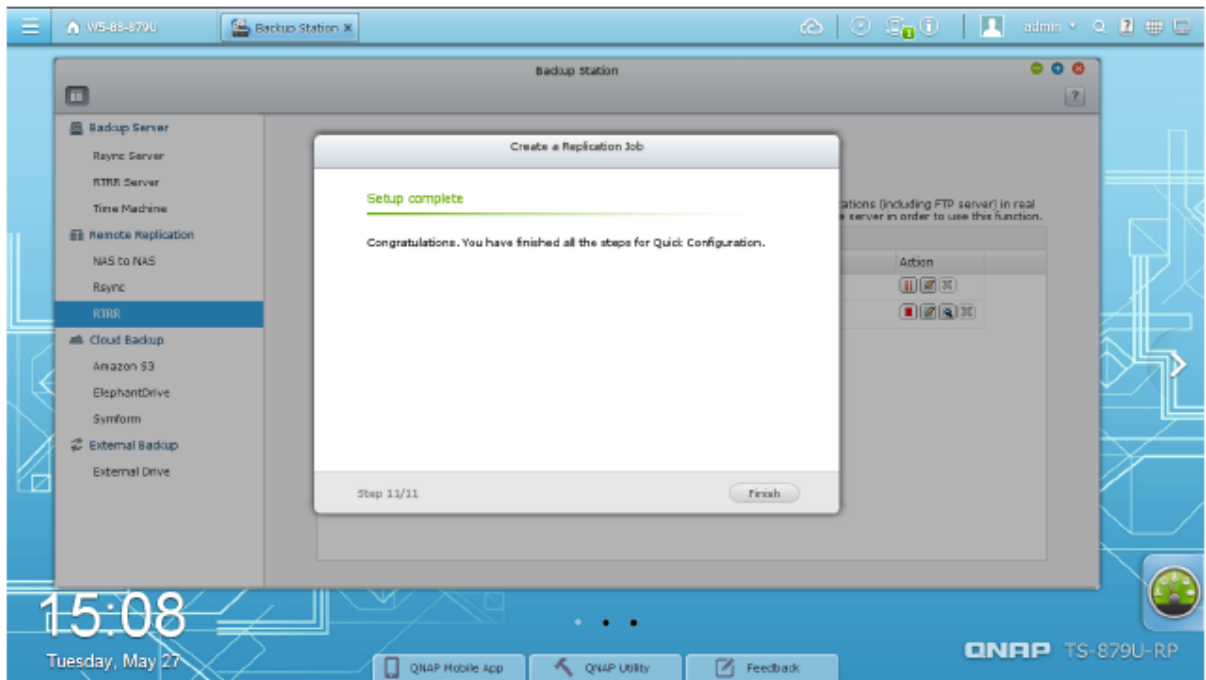 W5-88-879U
Backup Station
1
admin
Backup Station
Backup Server
Rsync Server
RTRR Server
Time Machine
Remote Replication
NAS to NAS
Rsync
RTRR
Cloud Backup
Amazon S3
ElephantDrive
Symform
External Backup
External Drive
Create a Replication Job
Setup complete
Congratulations. You have finished all the steps for Quick Configuration.
Step 11/11
Finish
ations (including FTP server) in real
server in order to use this function.
Action
15:08
Tuesday, May 27
QNAP Mobile App
QNAP Utility
Feedback
QNAP TS-879U-RP